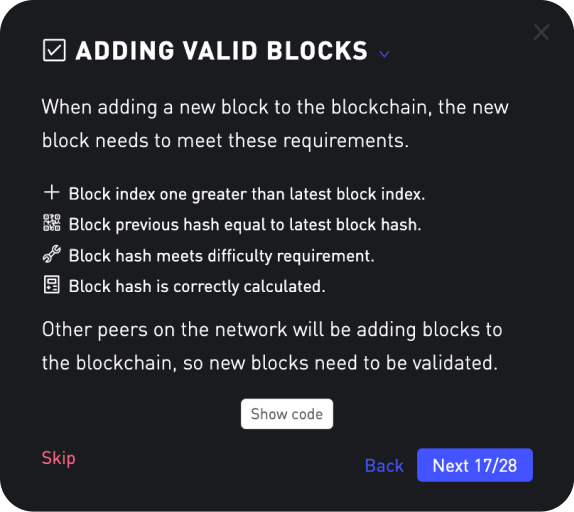 ADDING VALID BLOCKS
When adding a new block to the blockchain, the new
block needs to meet these requirements.
Block index one greater than latest block index.
Block previous hash equal to latest block hash.
Block hash meets difficulty requirement.
Block hash is correctly calculated.
Other peers on the network will be adding blocks to
the blockchain, so new blocks need to be validated.
Show code
Skip
Back
Next 17/28